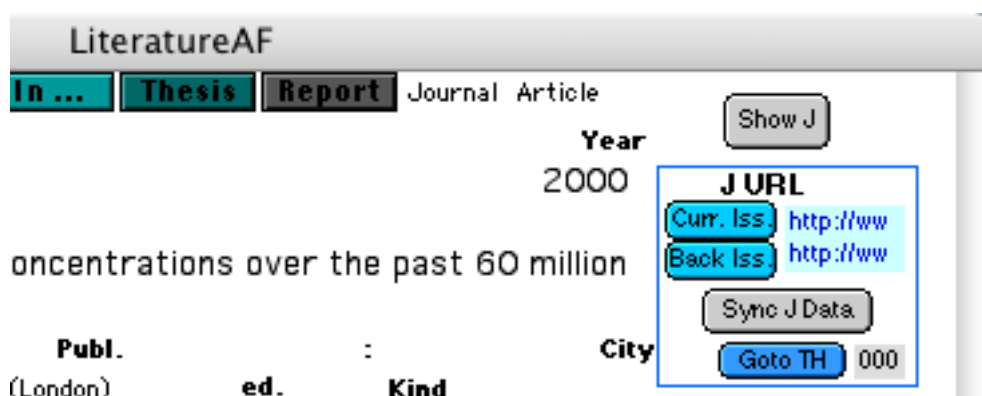 LiteratureAF
In ... Thesis Report Journal Article
Show J
Year
2000
J URL
Curr. Iss. http://ww
Back Iss. http://ww
oncentrations over the past 60 million
Sync J Data
Publ. : City
Goto TH 000
(London) ed. Kind